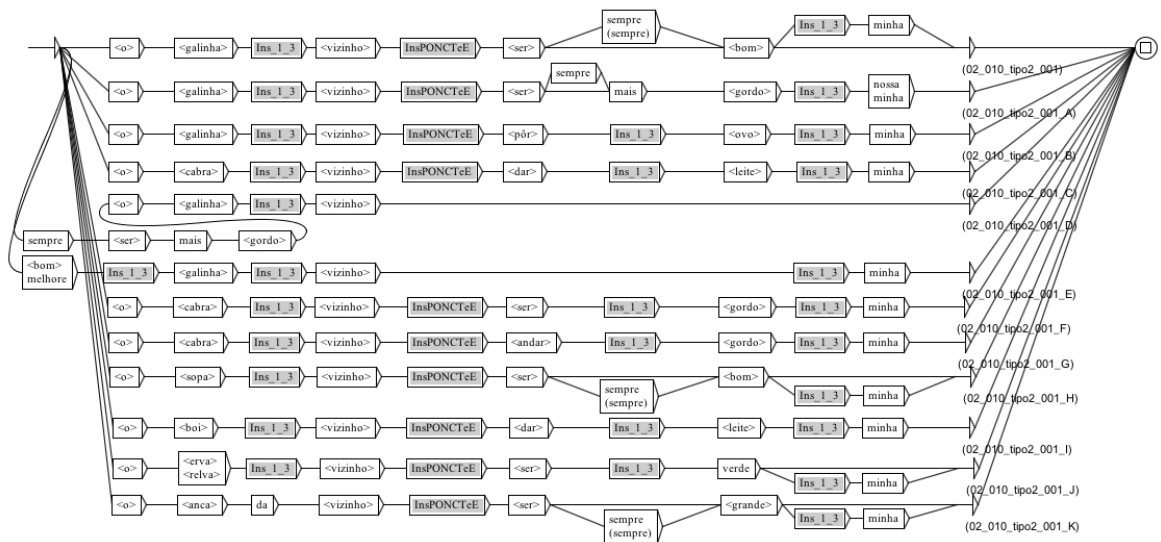 <o> <galinha> Ins_1_3 <vizinho> InsPONCTeE <ser> sempre <bom> Ins_1_3 minha
(sempre)
(02_010_tipo2_001)
<o> <galinha> Ins_1_3 <vizinho> InsPONCTeE <ser> sempre mais <gordo> Ins_1_3 nossa
minha
(02_010_tipo2_001_A)
<o> <galinha> Ins_1_3 <vizinho> InsPONCTeE <pôr> Ins_1_3 <ovo> Ins_1_3 minha
(02_010_tipo2_001_B)
<o> <cabra> Ins_1_3 <vizinho> InsPONCTeE <dar> Ins_1_3 <leite> Ins_1_3 minha
(02_010_tipo2_001_C)
<o> <galinha> Ins_1_3 <vizinho>
(02_010_tipo2_001_D)
sempre <ser> mais <gordo>
<bom> Ins_1_3 <galinha> Ins_1_3 <vizinho> Ins_1_3 minha
melhore
(02_010_tipo2_001_E)
<o> <cabra> Ins_1_3 <vizinho> InsPONCTeE <ser> Ins_1_3 <gordo> Ins_1_3 minha
(02_010_tipo2_001_F)
<o> <cabra> Ins_1_3 <vizinho> InsPONCTeE <andar> Ins_1_3 <gordo> Ins_1_3 minha
(02_010_tipo2_001_G)
<o> <sopa> Ins_1_3 <vizinho> InsPONCTeE <ser> sempre <bom> Ins_1_3 minha
(sempre)
(02_010_tipo2_001_H)
<o> <boi> Ins_1_3 <vizinho> InsPONCTeE <dar> Ins_1_3 <leite> Ins_1_3 minha
(02_010_tipo2_001_I)
<o> <erva> Ins_1_3 <vizinho> InsPONCTeE <ser> Ins_1_3 verde Ins_1_3 minha
<relva>
(02_010_tipo2_001_J)
<o> <anca> da <vizinho> InsPONCTeE <ser> sempre <grande> Ins_1_3 minha
(sempre)
(02_010_tipo2_001_K)